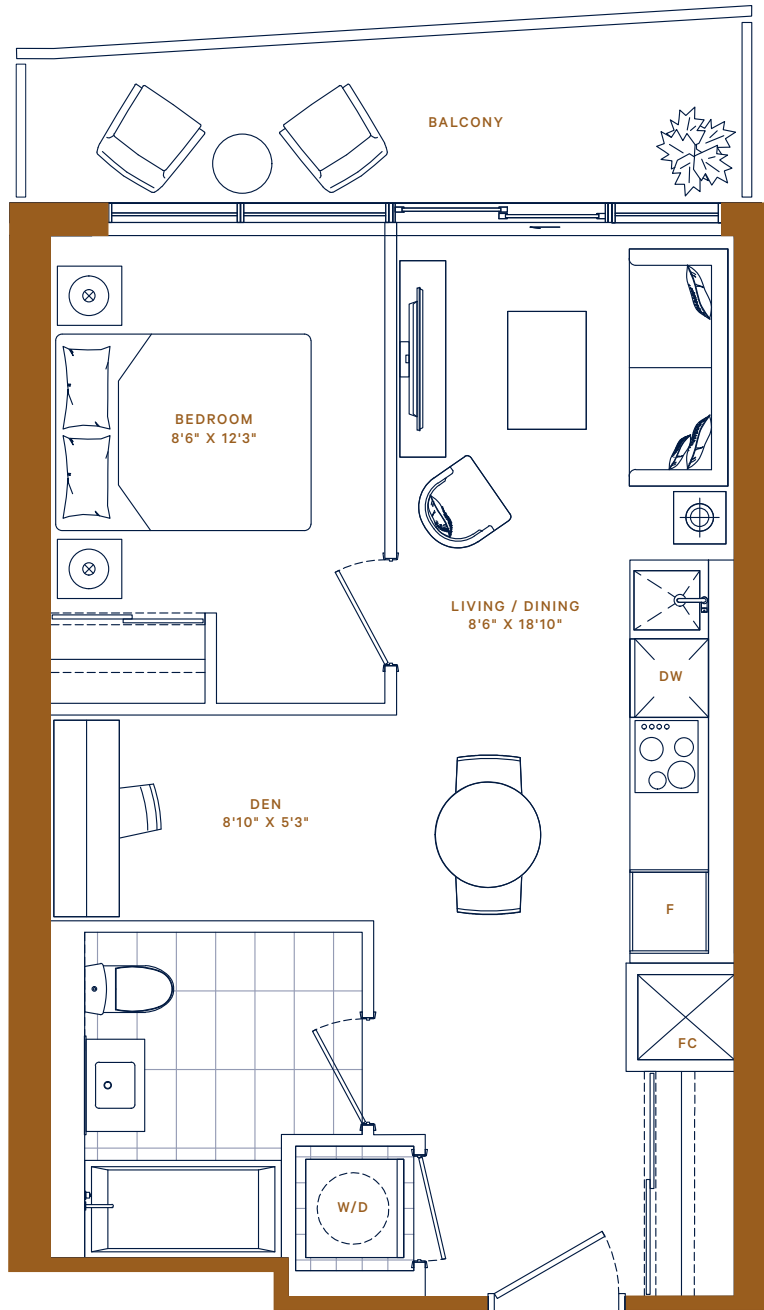 BALCONY
BEDROOM
8'6" X 12'3"
LIVING / DINING
8'6" X 18'10"
DW
DEN
8'10" X 5'3"
F
FC
W/D